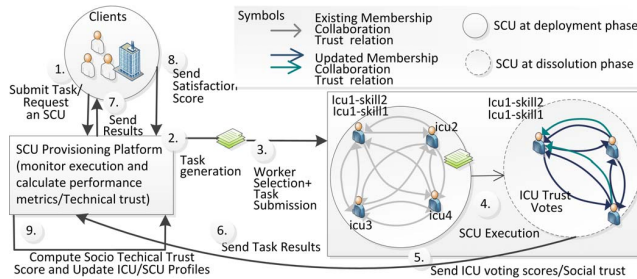 Clients
Symbols
Existing Membership
Collaboration
Trust relation
Updated Membership
Collaboration
Trust relation
SCU at deployment phase
SCU at dissolution phase
1.
Submit Task/
Request
an SCU
7.
Send
Results
8.
Send
Satisfaction
Score
2.
Task
generation
3.
Worker
Selection+
Task
Submission
SCU Provisioning Platform
(monitor execution and
calculate performance
metrics/Technical trust)
Icu1-skill2
Icu1-skill1
icu2
icu3
icu4
4.
SCU Execution
Icu1-skill2
Icu1-skill1
ICU Trust
Votes
9.
Compute Socio Techical Trust
Score and Update ICU/SCU Profiles
6.
Send Task Results
5.
Send ICU voting scores/Social trust